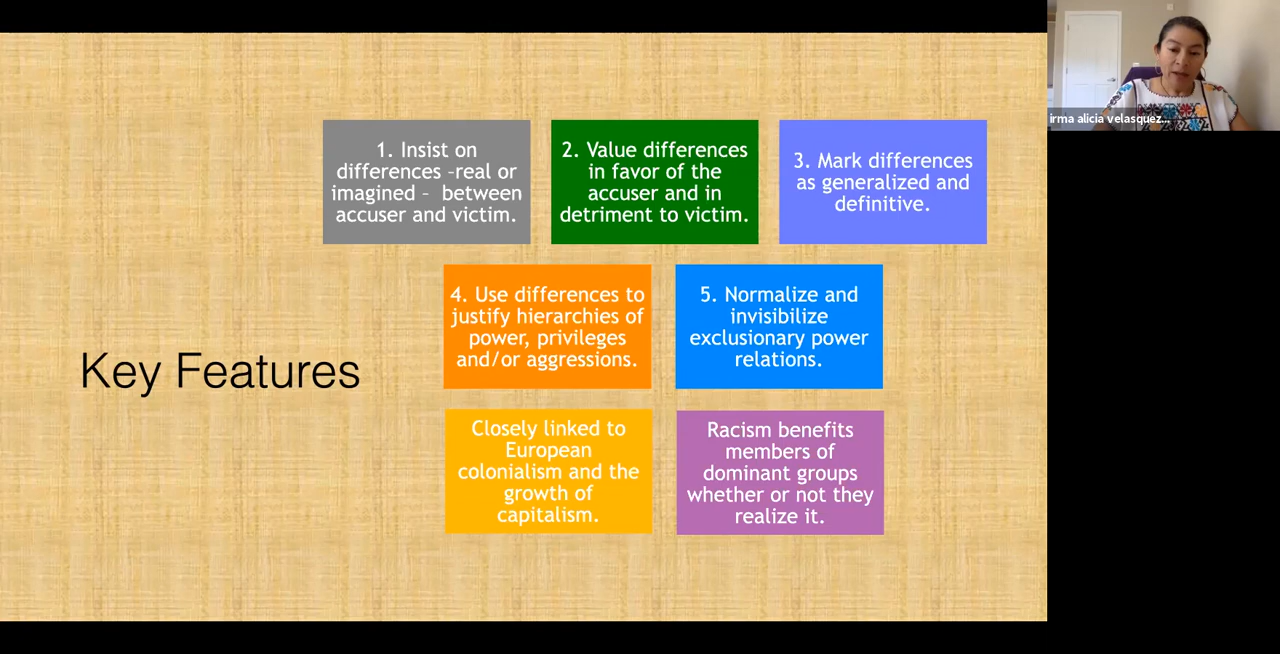 irma alicia velasquez...
1. Insist on
differences –real or
imagined – between
accuser and victim.
2. Value differences
in favor of the
accuser and in
detriment to victim.
3. Mark differences
as generalized and
definitive.
4. Use differences to
justify hierarchies of
power, privileges
and/or aggressions.
5. Normalize and
invisibilize
exclusionary power
relations.
Key Features
Closely linked to
European
colonialism and the
growth of
capitalism.
Racism benefits
members of
dominant groups
whether or not they
realize it.